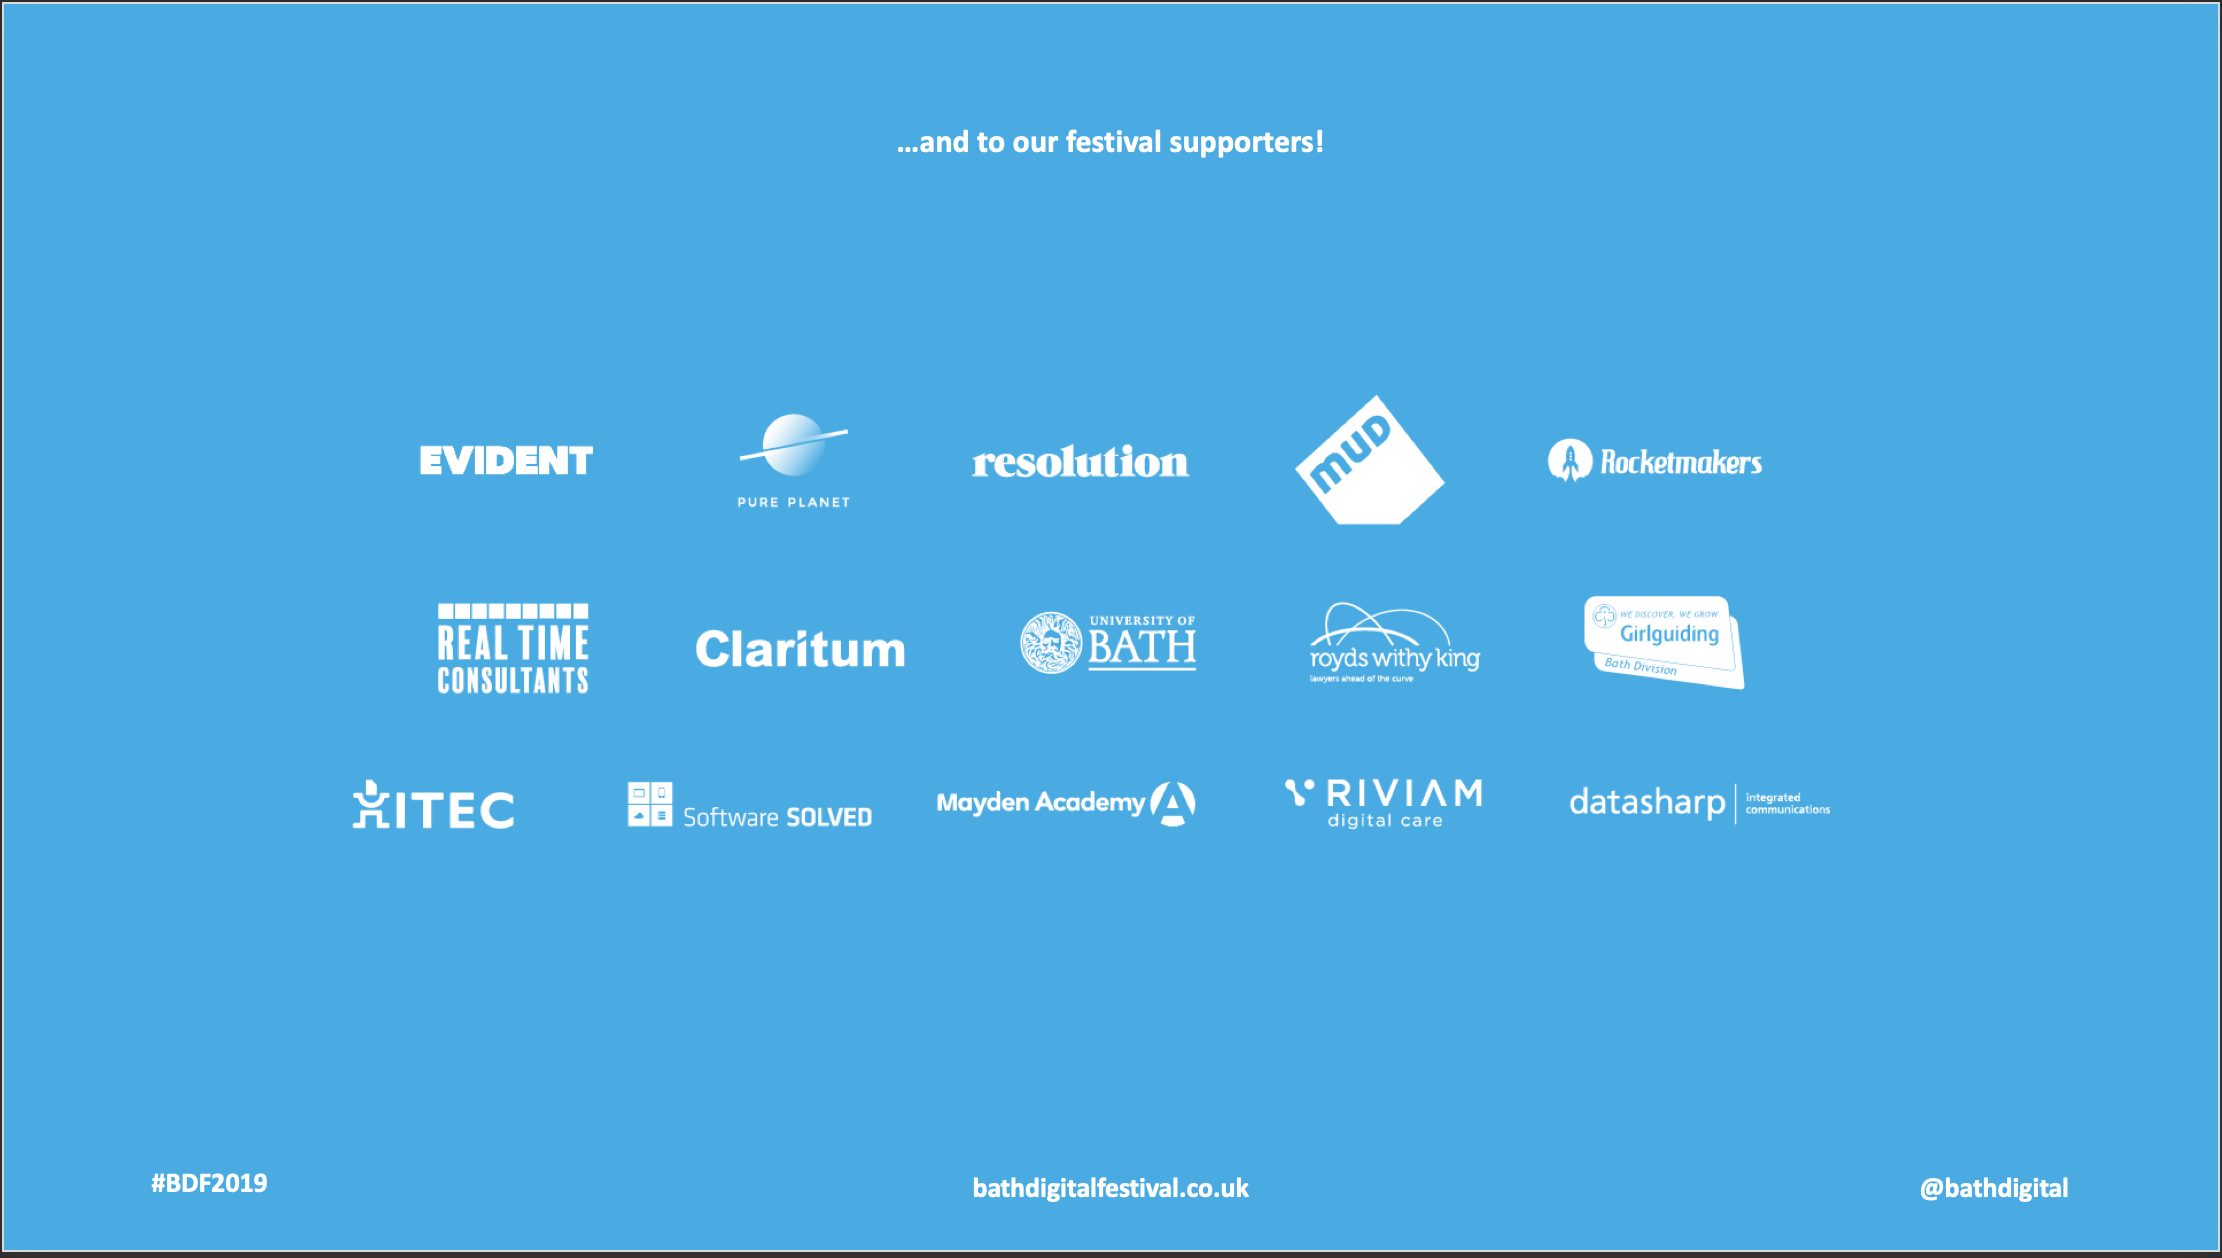 ...and to our festival supporters!
EVIDENT
PURE PLANET
resolution
mud
Rocketmakers
REAL TIME
CONSULTANTS
Claritum
UNIVERSITY OF
BATH
royds withy king
lawyers ahead of the curve
WE DISCOVER, WE GROW
Girlguiding
Bath Division
ITEC
Software SOLVED
Mayden Academy
RIVIAM
digital care
datasharp
integrated
communications
#BDF2019
bathdigitalfestival.co.uk
@bathdigital